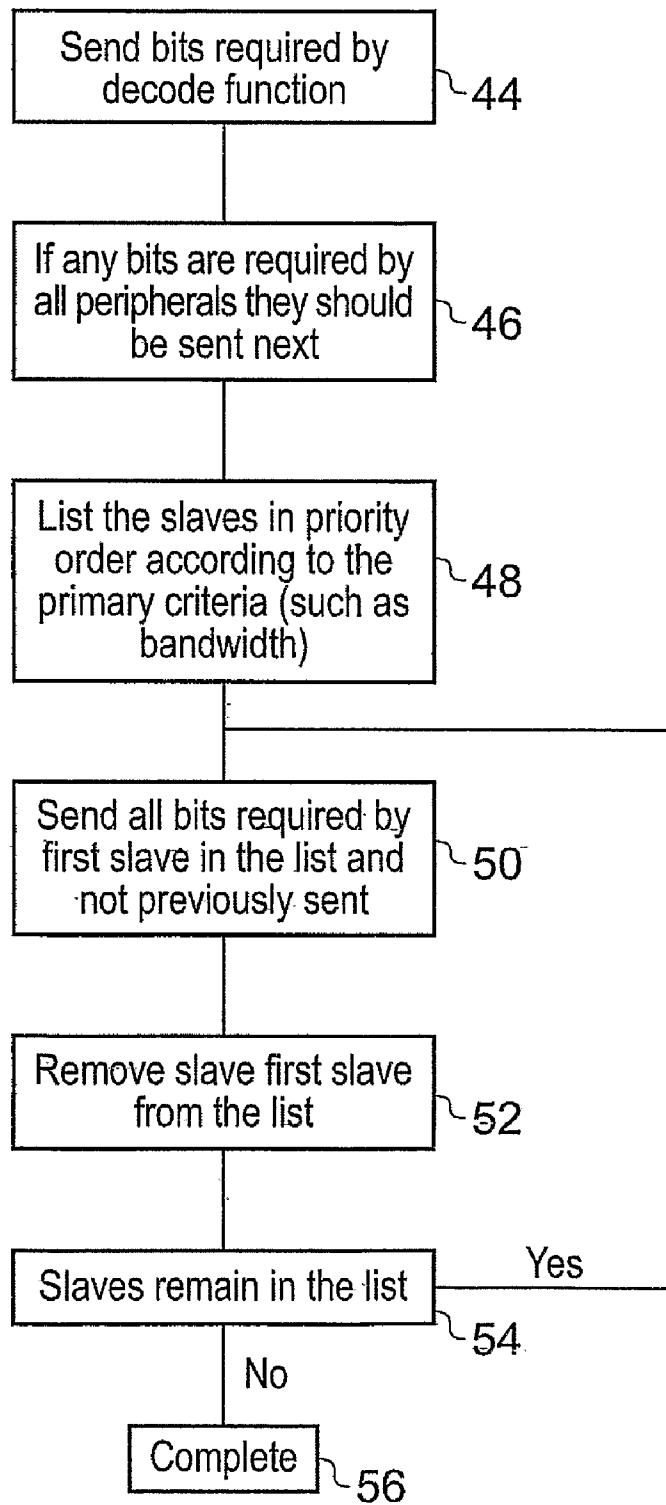 Send bits required by
decode function
44
If any bits are required by
all peripherals they should
be sent next
46
List the slaves in priority
order according to the
primary criteria (such as
bandwidth)
48
Send all bits required by
first slave in the list and
not previously sent
50
Remove slave first slave
from the list
52
Slaves remain in the list
Yes
54
No
Complete
56